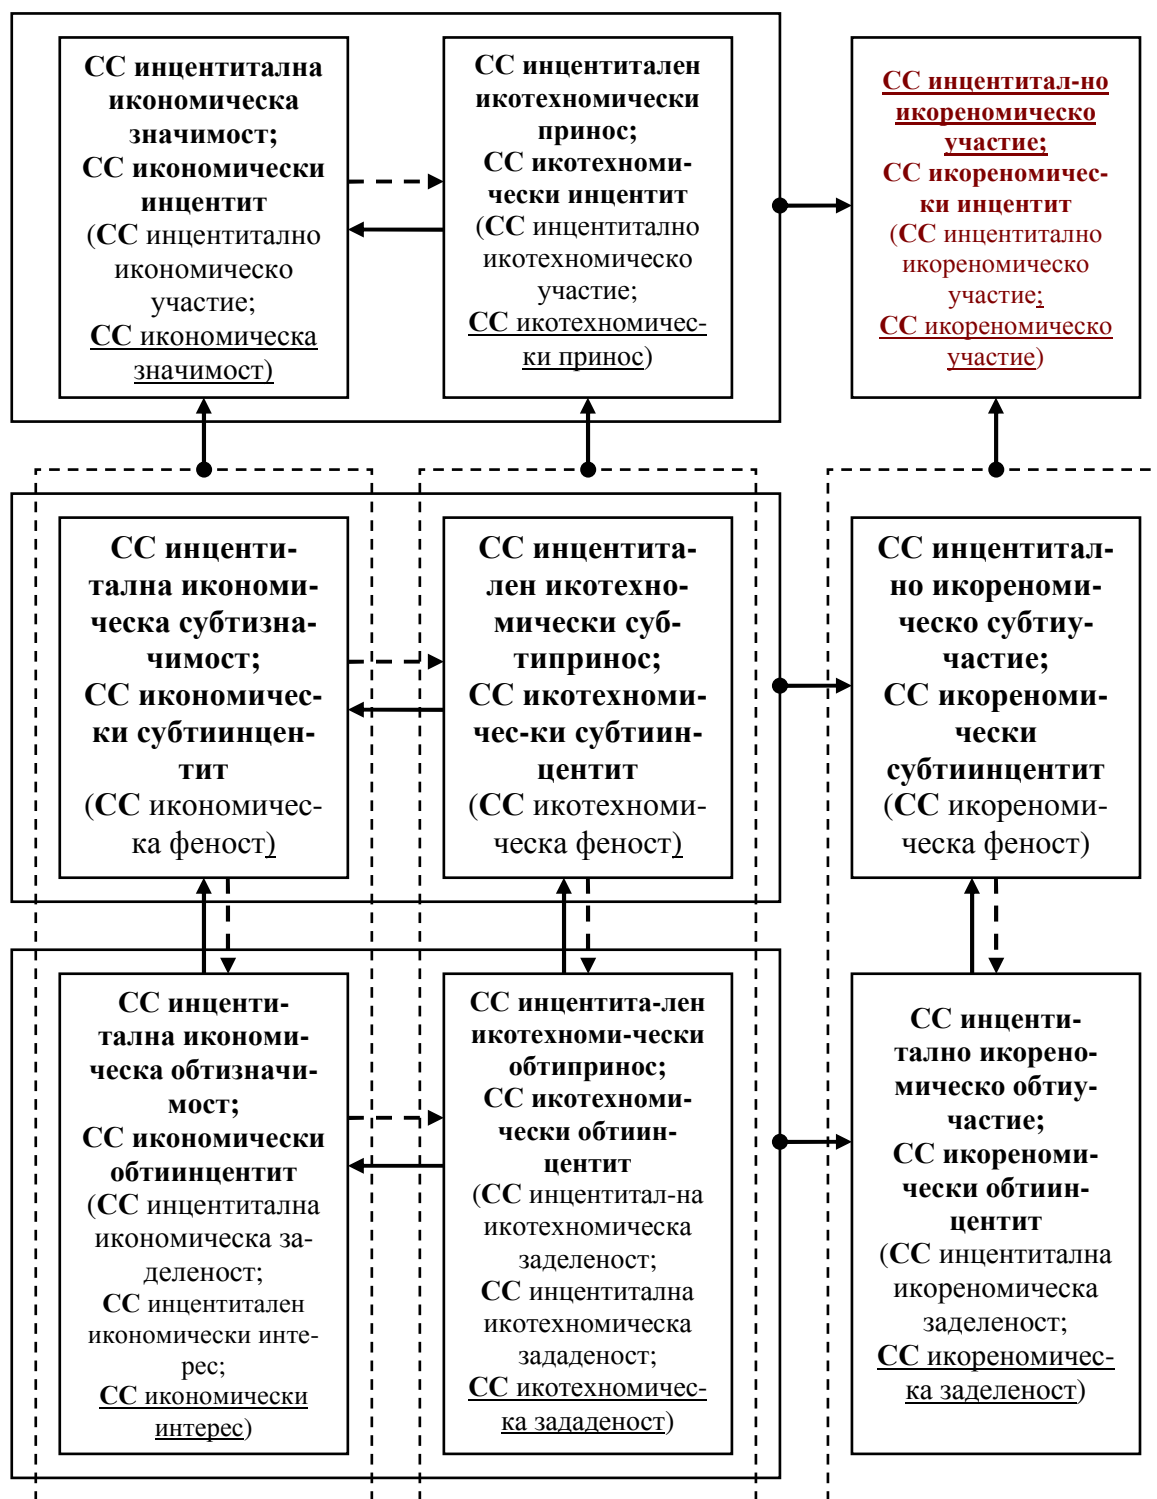 СС инцентитална
икономическа
значимост;
СС икономически
инцентит
(СС инцентитално
икономическо
участие;
СС икономическа
значимост)
СС инцентитален
икотехномически
принос;
СС икотехноми-
чески инцентит
(СС инцентитално
икотехномическо
участие;
СС икотехномичес-
ки принос)
СС инцентитал-но
икореномическо
участие;
СС икореномичес-
ки инцентит
(СС инцентитално
икореномическо
участие;
СС икореномическо
участие)
СС инценти-
тална икономи-
ческа субтизна-
чимост;
СС икономичес-
ки субтиинцен-
тит
(СС икономичес-
ка феност)
СС инцентита-
лен икотехно-
мически суб-
типринос;
СС икотехноми-
чес-ки субтиин-
центит
(СС икотехноми-
ческа феност)
СС инцентитал-
но икореноми-
ческо субтиу-
частие;
СС икореноми-
чески
субтиинцентит
(СС икореноми-
ческа феност)
СС инценти-
тална икономи-
ческа обтизначи-
мост;
СС икономически
обтиинцентит
(СС инцентитална
икономическа за-
деленост;
СС инцентитален
икономически инте-
рес;
СС икономически
интерес)
СС инцентита-лен
икотехноми-чески
обтипринос;
СС икотехноми-
чески обтиин-
центит
(СС инцентитал-на
икотехномическа
заделеност;
СС инцентитална
икотехномическа
зададеност;
СС икотехномичес-
ка зададеност)
СС инценти-
тално икорено-
мическо обтиу-
частие;
СС икореноми-
чески обтиин-
центит
(СС инцентитална
икореномическа
заделеност;
СС икореномичес-
ка заделеност)